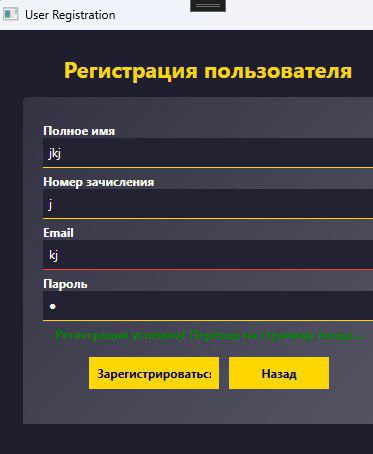 User Registration
Регистрация пользователя
Полное имя
jkj
Номер зачисления
j
Email
kj
Пароль
Регистрация успешна! Переход на страницу входа...
Зарегистрироваться
Назад